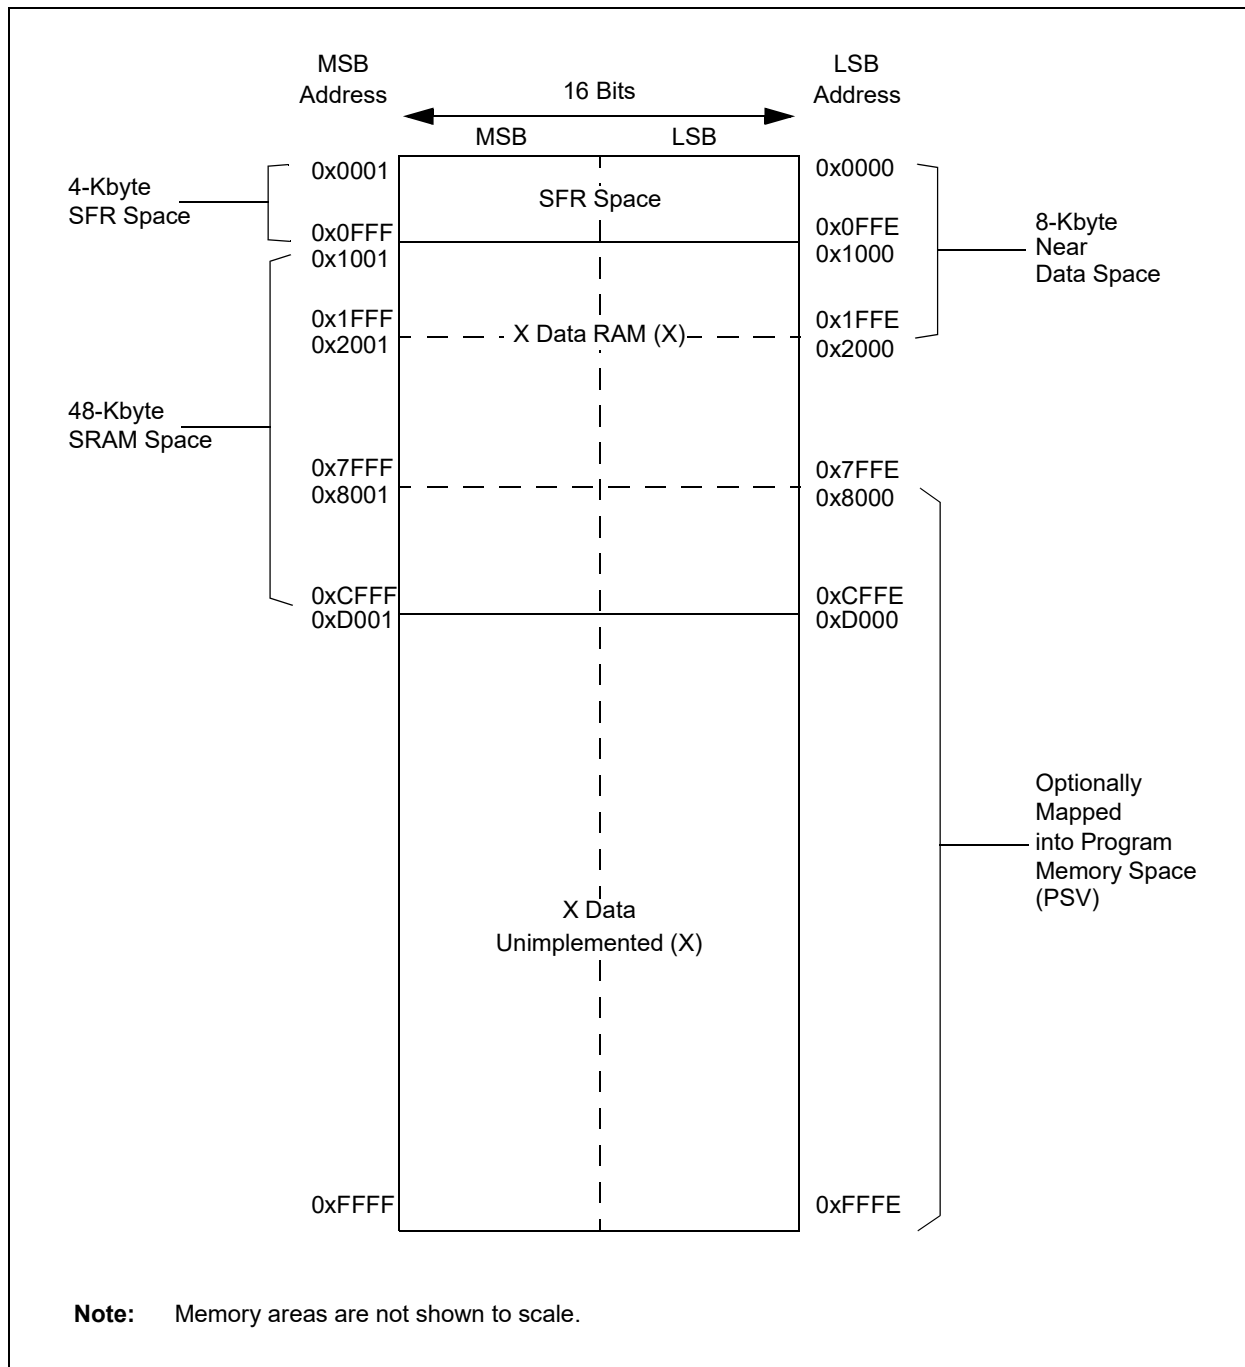 MSB
Address
LSB
Address
16 Bits
MSB
LSB
4-Kbyte
SFR Space
0x0001
0x0FFF
0x1001
SFR Space
0x0000
0x0FFE
0x1000
8-Kbyte
Near
Data Space
0x1FFF
0x2001
X Data RAM (X)
0x1FFE
0x2000
48-Kbyte
SRAM Space
0x7FFF
0x8001
0x7FFE
0x8000
0xCFFF
0xD001
0xCFFE
0xD000
Optionally
Mapped
into Program
Memory Space
(PSV)
X Data
Unimplemented (X)
0xFFFF
0xFFFE
Note: Memory areas are not shown to scale.